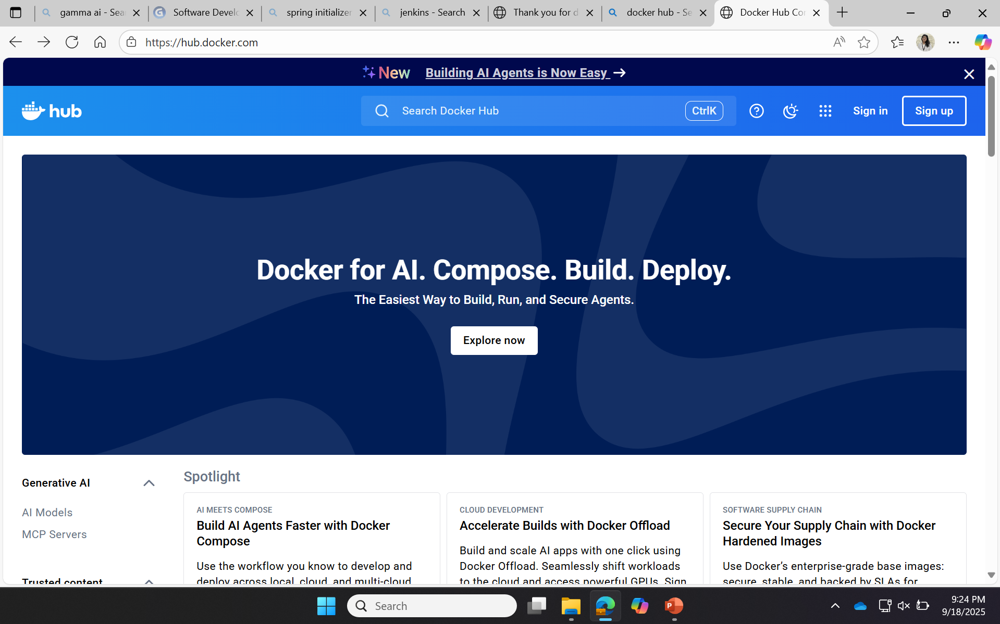 gamma ai - Sea
Software Develo
spring initializer
jenkins - Search
Thank you for d
docker hub - Se
Docker Hub Con
https://hub.docker.com
New Building AI Agents is Now Easy →
hub
Search Docker Hub
CtrlK
Sign in
Sign up
Docker for AI. Compose. Build. Deploy.
The Easiest Way to Build, Run, and Secure Agents.
Explore now
Generative AI
AI Models
MCP Servers
Trusted content
Spotlight
AI MEETS COMPOSE
Build AI Agents Faster with Docker
Compose
Use the workflow you know to develop and
deploy across local, cloud, and multi-cloud
CLOUD DEVELOPMENT
Accelerate Builds with Docker Offload
Build and scale AI apps with one click using
Docker Offload. Seamlessly shift workloads
to the cloud and access powerful GPUs. Sign
SOFTWARE SUPPLY CHAIN
Secure Your Supply Chain with Docker
Hardened Images
Use Docker’s enterprise-grade base images:
secure, stable, and backed by SLAs for
Search
9:24 PM
9/18/2025